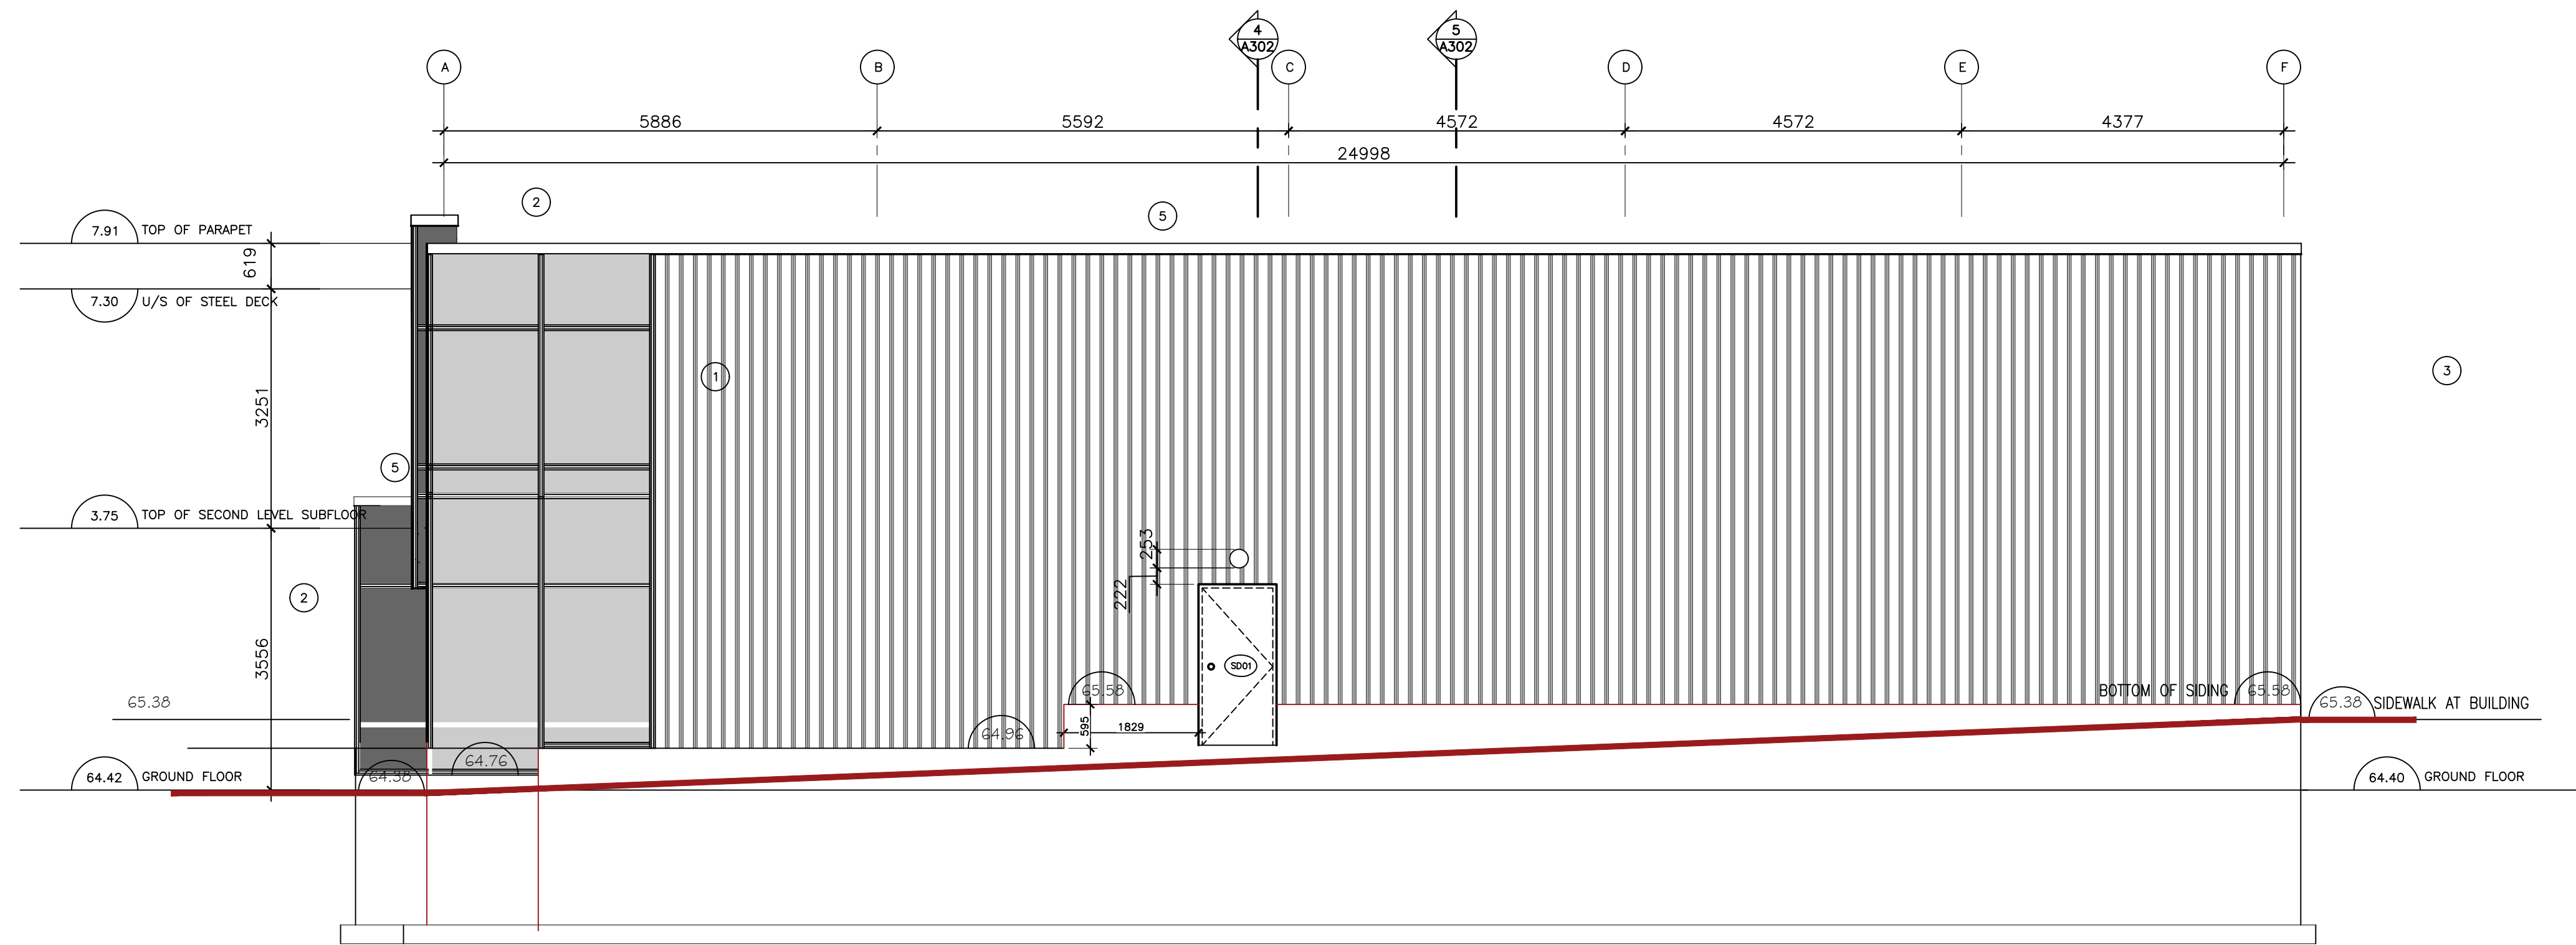 4
A302
5
A302
A
B
C
D
E
F
5886
5592
4572
4572
4377
24998
2
5
7.91 TOP OF PARAPET
619
7.30 U/S OF STEEL DECK
1
3
3251
5
3.75 TOP OF SECOND LEVEL SUBFLOOR
253
222
2
3556
SD01
65.38
65.58
BOTTOM OF SIDING 65.58
65.38 SIDEWALK AT BUILDING
595
1829
64.96
64.76
64.38
64.42 GROUND FLOOR
64.40 GROUND FLOOR